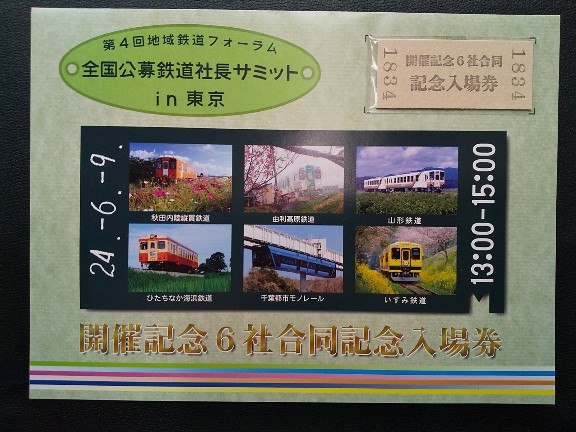 第4回地域鉄道フォーラム
全国公募鉄道社長サミット
in 東京
1834
開催記念6社合同
記念入場券
1834
24.-6.-9.
秋田内陸縦貫鉄道
由利高原鉄道
山形鉄道
ひたちなか海浜鉄道
千葉都市モノレール
いすみ鉄道
13:00-15:00
開催記念6社合同記念入場券